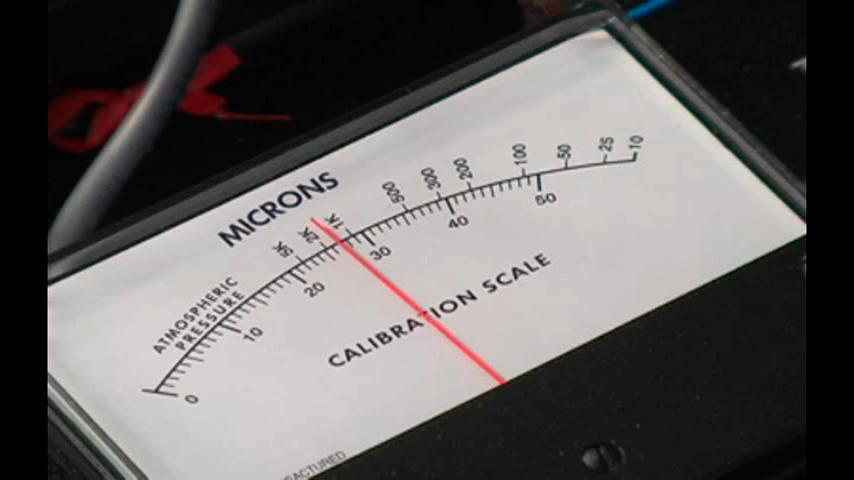 MICRONS
ATMOSPHERIC
PRESSURE
5K 2K 1K 500 300 200 100 50 25 10
0 10 20 30 40 50
CALIBRATION SCALE